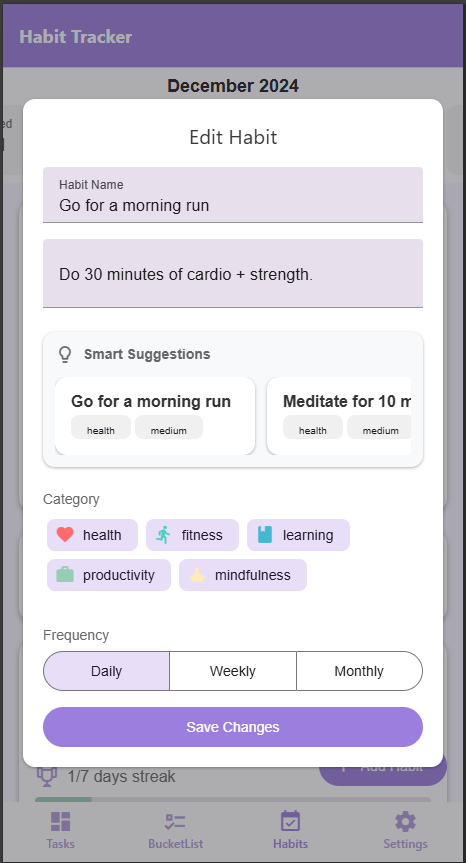 Habit Tracker
December 2024
ed
Edit Habit
Habit Name
Go for a morning run
Do 30 minutes of cardio + strength.
Smart Suggestions
Go for a morning run
Meditate for 10 m
health medium
health medium
Category
health fitness learning
productivity mindfulness
Frequency
Daily Weekly Monthly
Save Changes
1/7 days streak
Add Habit
Tasks BucketList Habits Settings